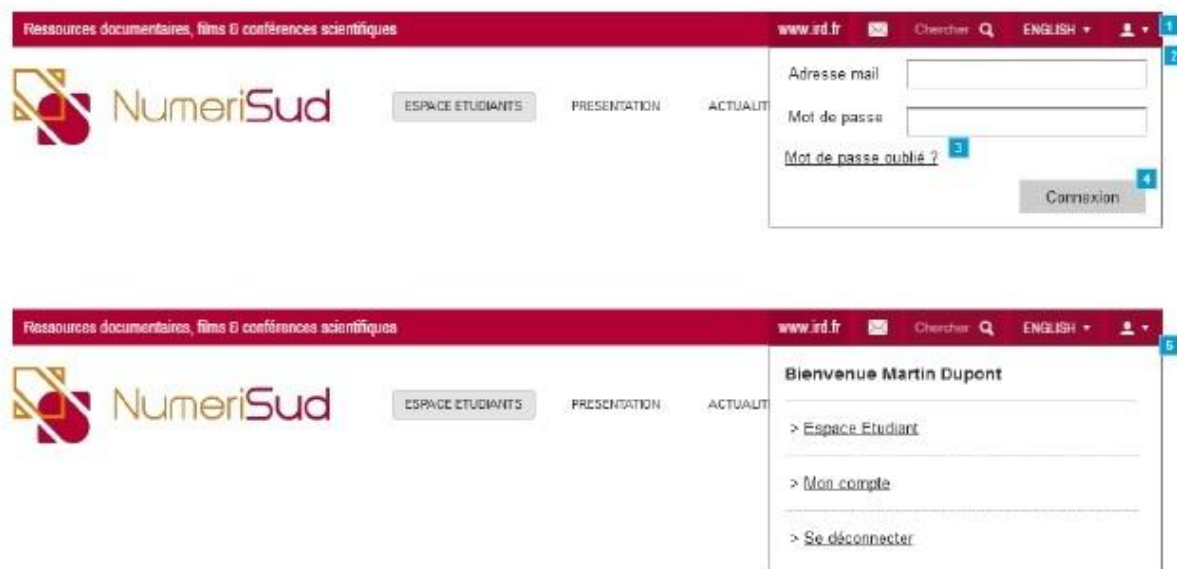 Ressources documentaires, films & conférences scientifiques www.ird.fr Chercher ENGLISH 1
2
NumeriSud ESPACE ETUDIANTS PRESENTATION ACTUALIT
Adresse mail
Mot de passe
Mot de passe oublié ? 3
4
Connexion
Ressources documentaires, films & conférences scientifiques www.ird.fr Chercher ENGLISH
5
NumeriSud ESPACE ETUDIANTS PRESENTATION ACTUALIT
Bienvenue Martin Dupont
> Espace Etudiant
> Mon compte
> Se déconnecter